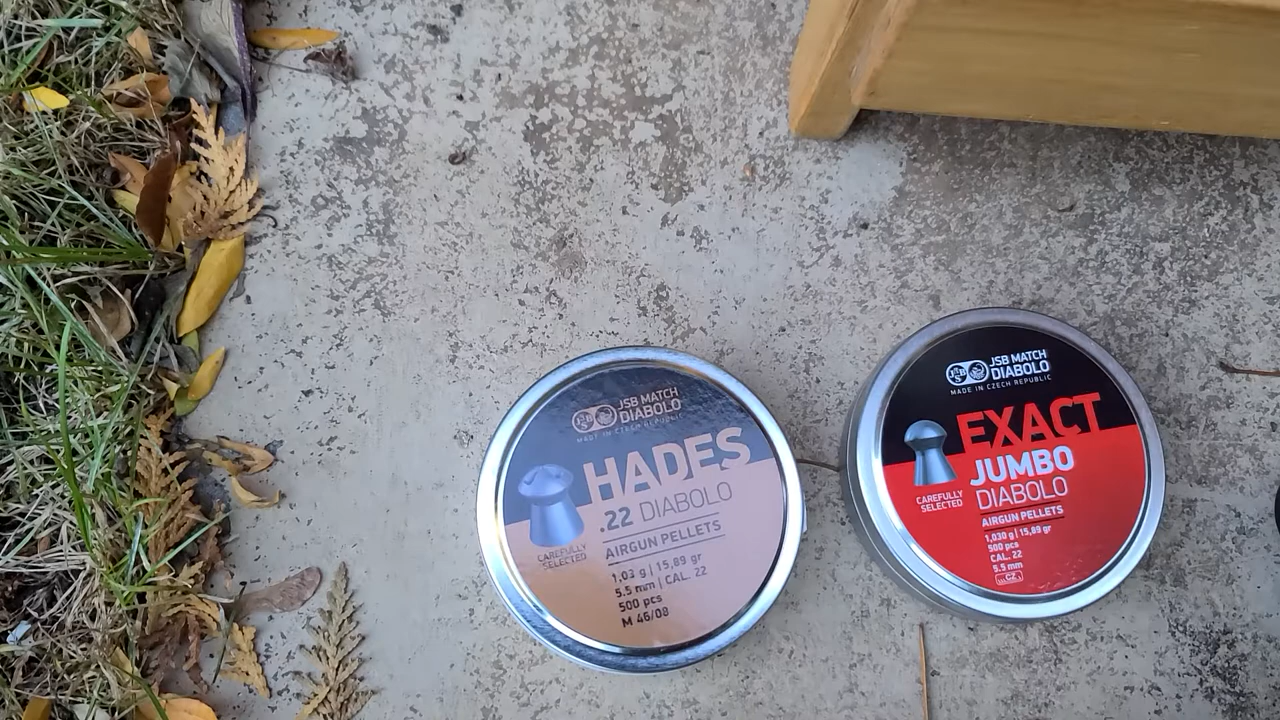 JSB MATCH
DIABOLO
MADE IN CZECH REPUBLIC
HADES
.22 DIABOLO
CAREFULLY
SELECTED
AIRGUN PELLETS
1,03 g | 15,89 gr
5.5 mm | CAL. 22
500 pcs
M 46/08
JSB MATCH
DIABOLO
MADE IN CZECH REPUBLIC
EXACT
JUMBO
DIABOLO
CAREFULLY
SELECTED
AIRGUN PELLETS
1,030 g | 15,89 gr
500 pcs
CAL. 22
5.5 mm